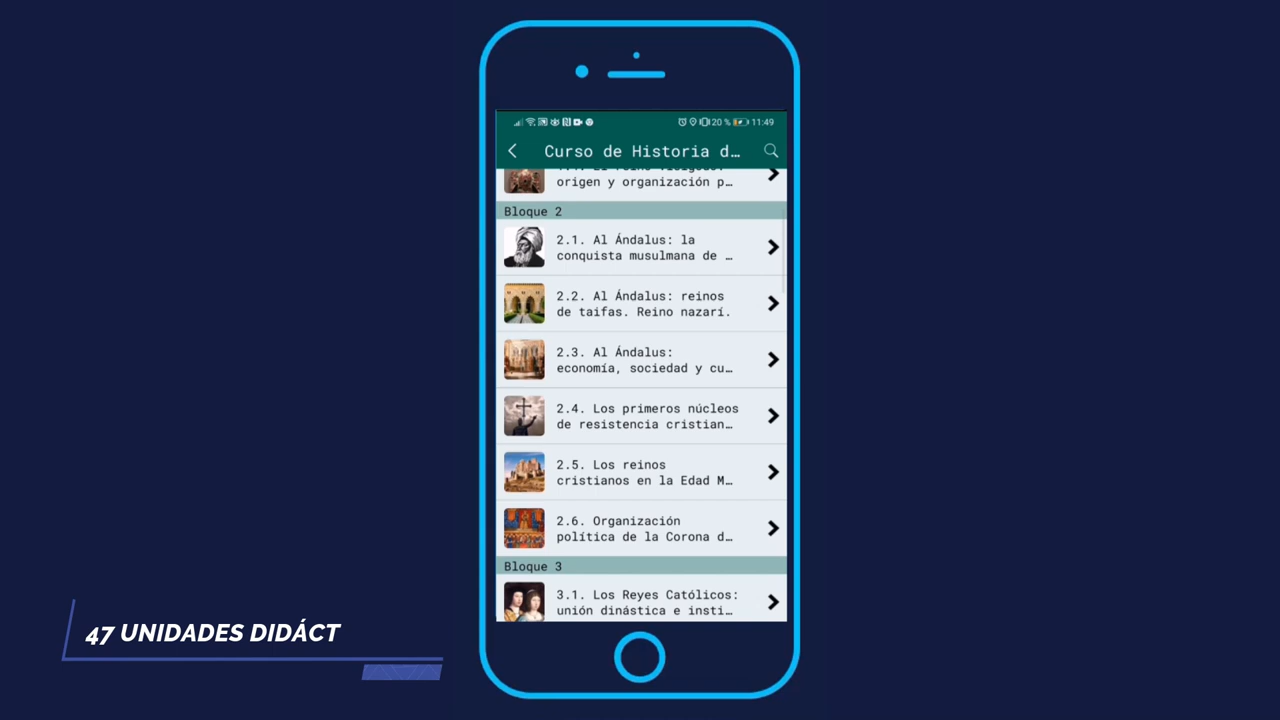 20 % 11:49
Curso de Historia d…
origen y organización p…
Bloque 2
2.1. Al Ándalus: la
conquista musulmana de …
2.2. Al Ándalus: reinos
de taifas. Reino nazarí.
2.3. Al Ándalus:
economía, sociedad y cu…
2.4. Los primeros núcleos
de resistencia cristian…
2.5. Los reinos
cristianos en la Edad M…
2.6. Organización
política de la Corona d…
Bloque 3
3.1. Los Reyes Católicos:
unión dinástica e insti…
47 UNIDADES DIDÁCT